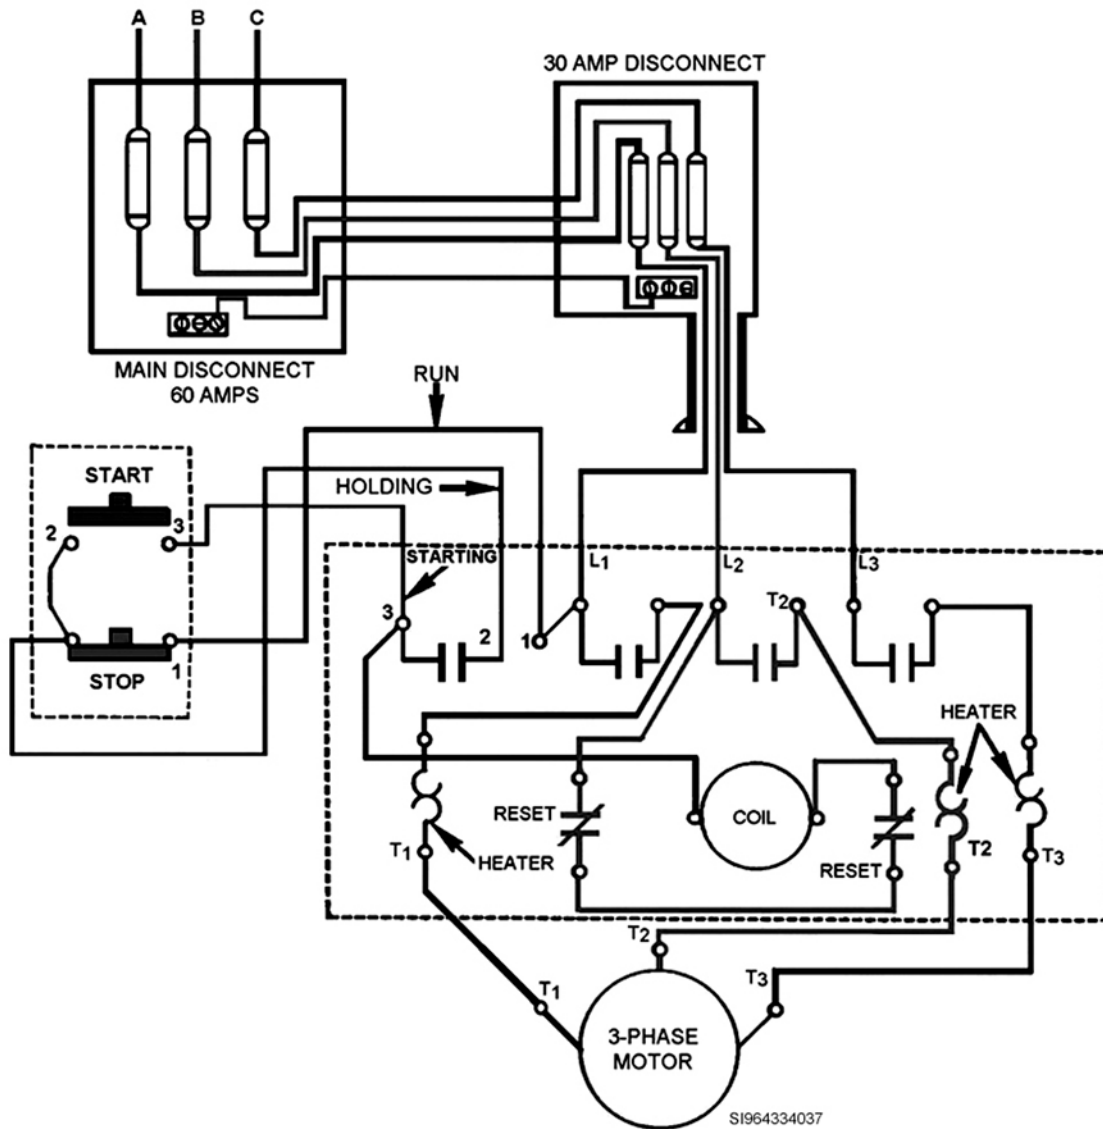 A B C
30 AMP DISCONNECT
MAIN DISCONNECT
60 AMPS
RUN
START
HOLDING
2 3
STARTING
L1 L2 L3
3 2 1 T2
1
STOP
HEATER
RESET
COIL
T1
HEATER
RESET
T2
T3
T2
T1
T3
3-PHASE
MOTOR
SI964334037